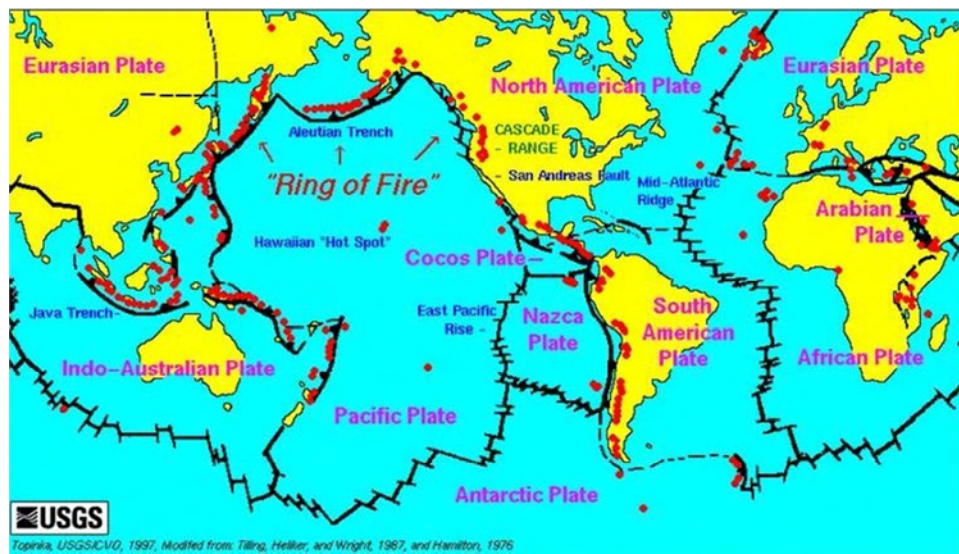 Eurasian Plate
North American Plate
Eurasian Plate
Aleutian Trench
CASCADE
- RANGE
"Ring of Fire"
- San Andreas Fault
Mid-Atlantic
Ridge
Arabian
Plate
Hawaiian "Hot Spot"
Cocos Plate
Java Trench-
East Pacific
Rise -
Nazca
Plate
South
American
Plate
Indo-Australian Plate
African Plate
Pacific Plate
Antarctic Plate
USGS
Topinka, USGS/CVO, 1997, Modified from: Tilling, Heliker, and Wright, 1987, and Hamilton, 1976